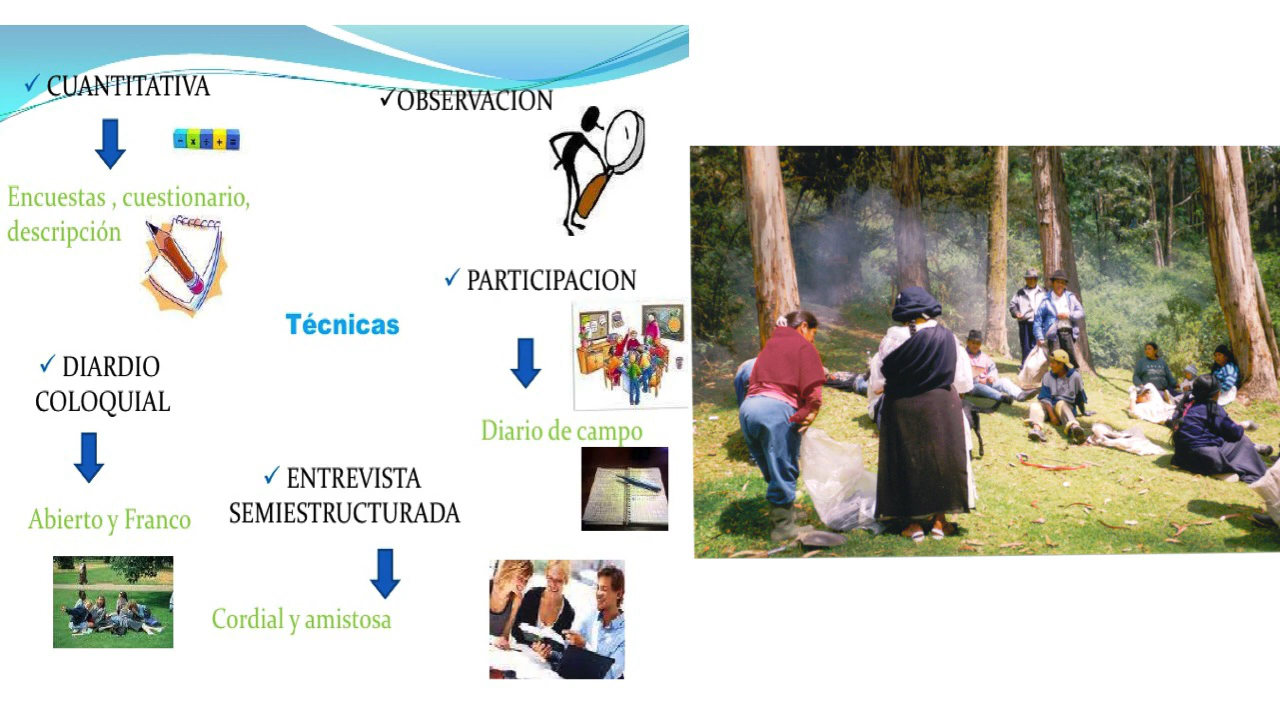 ✓ CUANTITATIVA
✓OBSERVACION
Encuestas , cuestionario,
descripción
✓ PARTICIPACION
Técnicas
✓ DIARDIO
COLOQUIAL
Diario de campo
✓ ENTREVISTA
SEMIESTRUCTURADA
Abierto y Franco
Cordial y amistosa